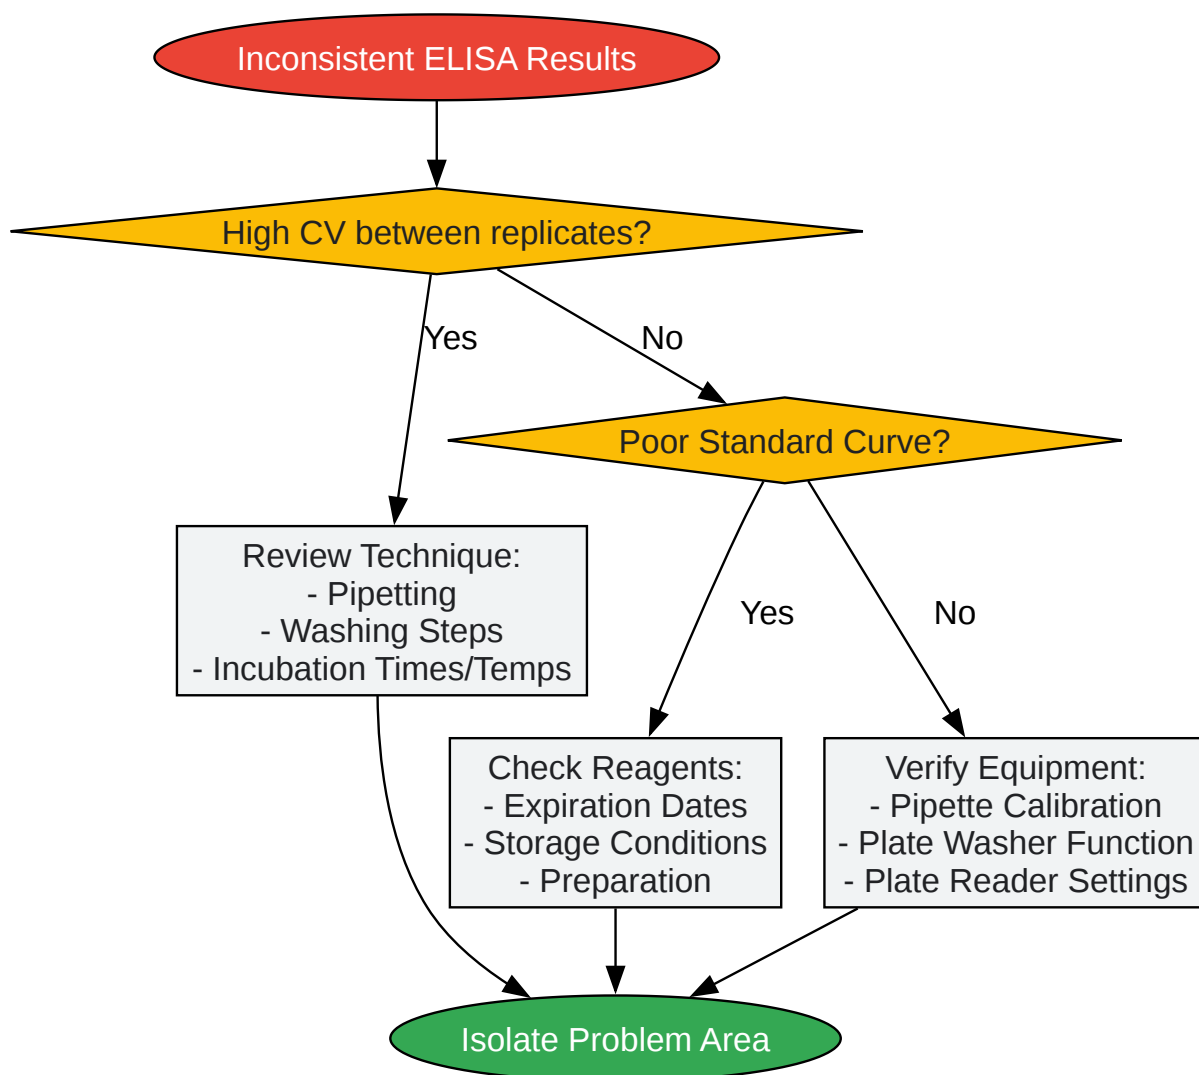 Inconsistent ELISA Results
High CV between replicates?
Yes
No
Poor Standard Curve?
Review Technique:
- Pipetting
- Washing Steps
- Incubation Times/Temps
Yes
No
Check Reagents:
- Expiration Dates
- Storage Conditions
- Preparation
Verify Equipment:
- Pipette Calibration
- Plate Washer Function
- Plate Reader Settings
Isolate Problem Area